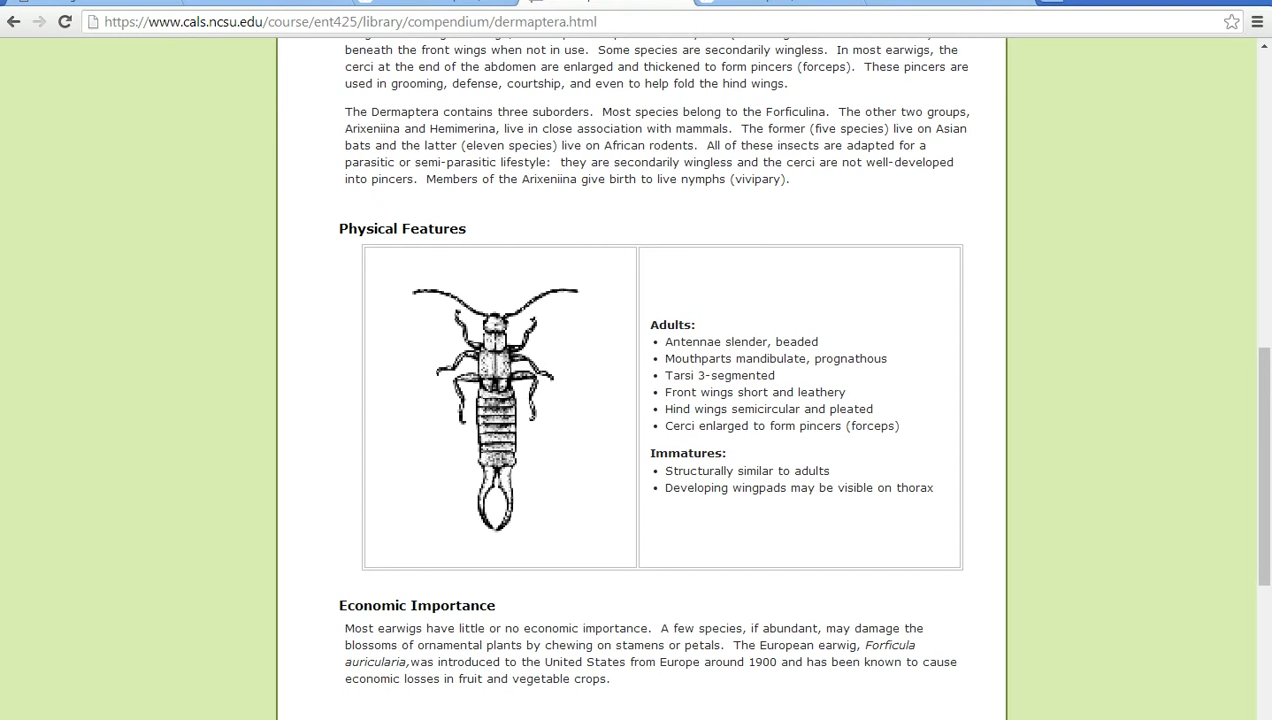 https://www.cals.ncsu.edu/course/ent425/library/compendium/dermaptera.html
beneath the front wings when not in use. Some species are secondarily wingless. In most earwigs, the
cerci at the end of the abdomen are enlarged and thickened to form pincers (forceps). These pincers are
used in grooming, defense, courtship, and even to help fold the hind wings.
The Dermaptera contains three suborders. Most species belong to the Forficulina. The other two groups,
Arixeniina and Hemimerina, live in close association with mammals. The former (five species) live on Asian
bats and the latter (eleven species) live on African rodents. All of these insects are adapted for a
parasitic or semi-parasitic lifestyle: they are secondarily wingless and the cerci are not well-developed
into pincers. Members of the Arixeniina give birth to live nymphs (vivipary).
Physical Features
Adults:
• Antennae slender, beaded
• Mouthparts mandibulate, prognathous
• Tarsi 3-segmented
• Front wings short and leathery
• Hind wings semicircular and pleated
• Cerci enlarged to form pincers (forceps)
Immatures:
• Structurally similar to adults
• Developing wingpads may be visible on thorax
Economic Importance
Most earwigs have little or no economic importance. A few species, if abundant, may damage the
blossoms of ornamental plants by chewing on stamens or petals. The European earwig, Forficula
auricularia,was introduced to the United States from Europe around 1900 and has been known to cause
economic losses in fruit and vegetable crops.